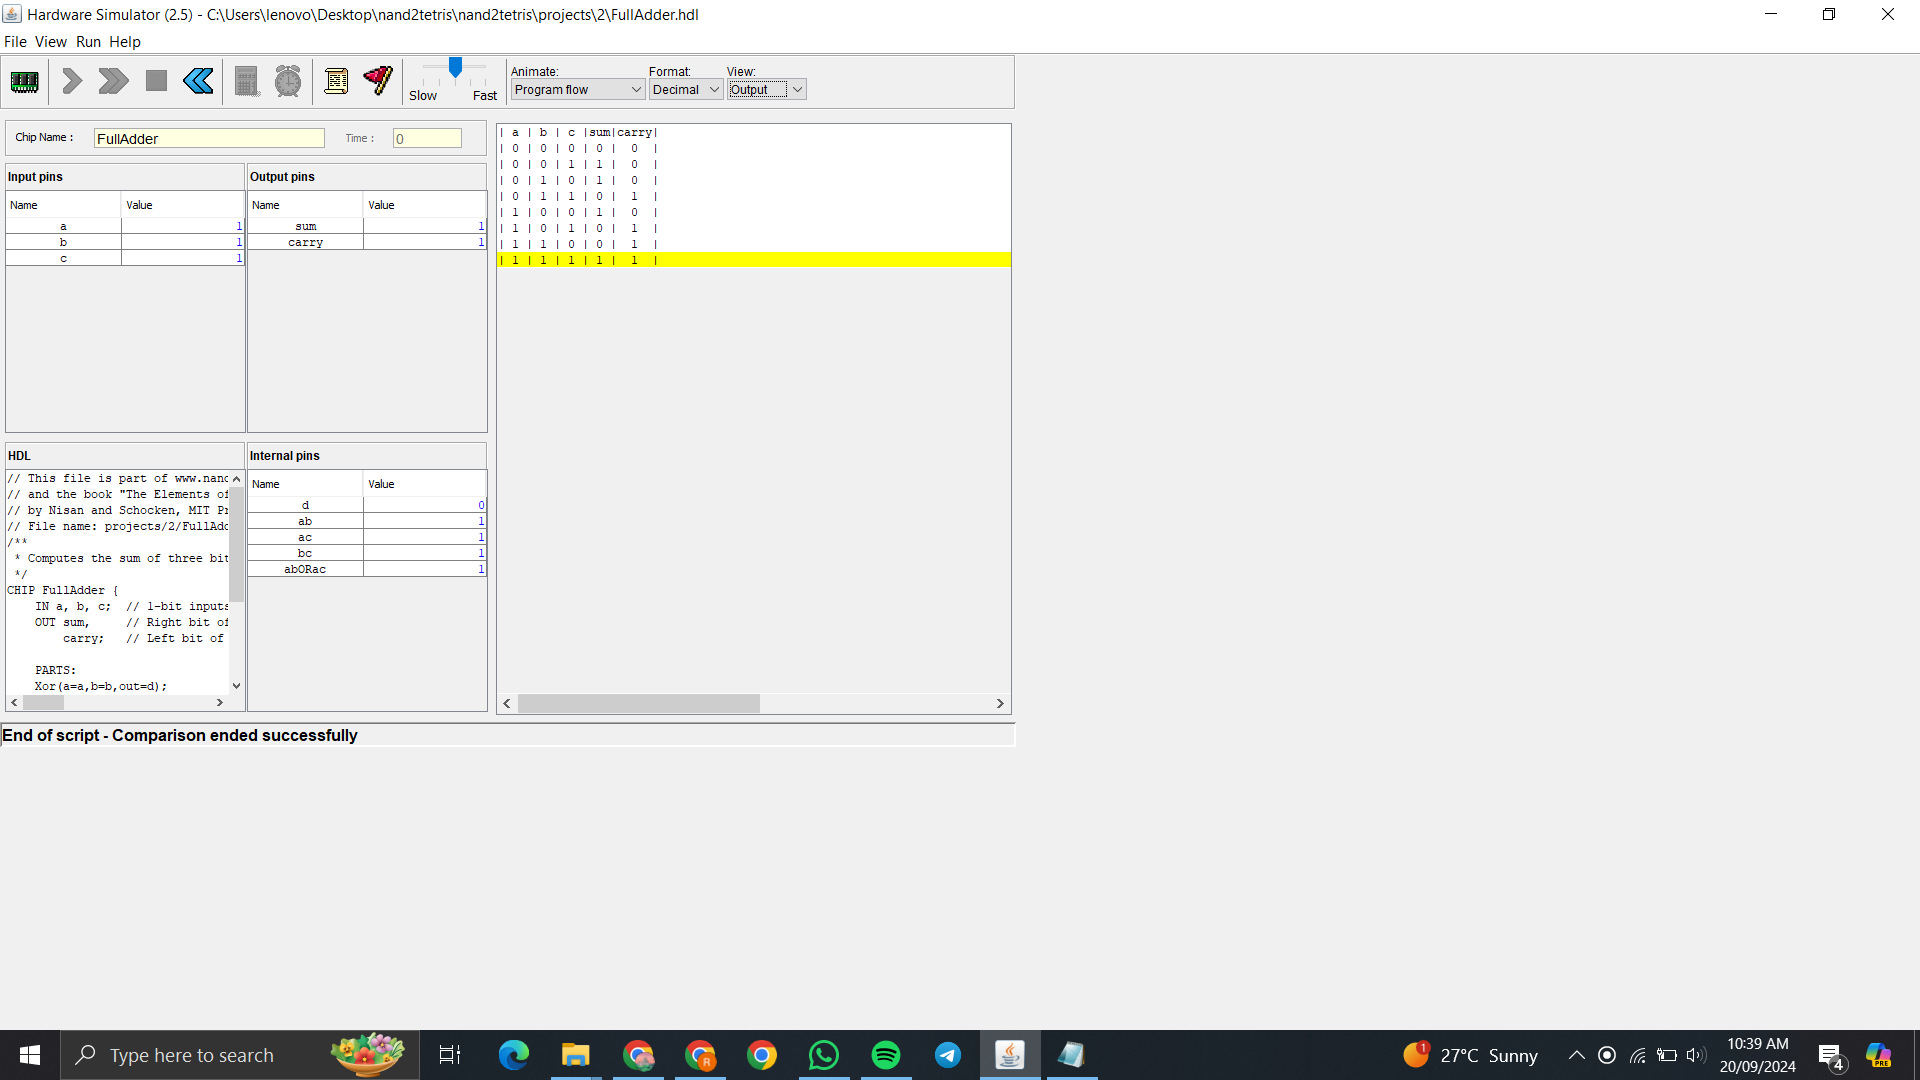 Hardware Simulator (2.5) - C:\Users\lenovo\Desktop\nand2tetris\nand2tetris\projects\2\FullAdder.hdl
File View Run Help
Slow Fast
Animate: Format: View:
Program flow Decimal Output
Chip Name : FullAdder Time : 0
Input pins
Name Value
a 1
b 1
c 1
Output pins
Name Value
sum 1
carry 1
HDL
// This file is part of www.nand
// and the book "The Elements of
// by Nisan and Schocken, MIT Pr
// File name: projects/2/FullAdd
/**
* Computes the sum of three bit
*/
CHIP FullAdder {
IN a, b, c; // 1-bit inputs
OUT sum, // Right bit of
carry; // Left bit of
PARTS:
Xor(a=a,b=b,out=d);
Internal pins
Name Value
d 0
ab 1
ac 1
bc 1
abORac 1
| a | b | c |sum|carry|
| 0 | 0 | 0 | 0 | 0 |
| 0 | 0 | 1 | 1 | 0 |
| 0 | 1 | 0 | 1 | 0 |
| 0 | 1 | 1 | 0 | 1 |
| 1 | 0 | 0 | 1 | 0 |
| 1 | 0 | 1 | 0 | 1 |
| 1 | 1 | 0 | 0 | 1 |
| 1 | 1 | 1 | 1 | 1 |
End of script - Comparison ended successfully
Type here to search
R
1
27°C Sunny
10:39 AM
20/09/2024
4
PRE